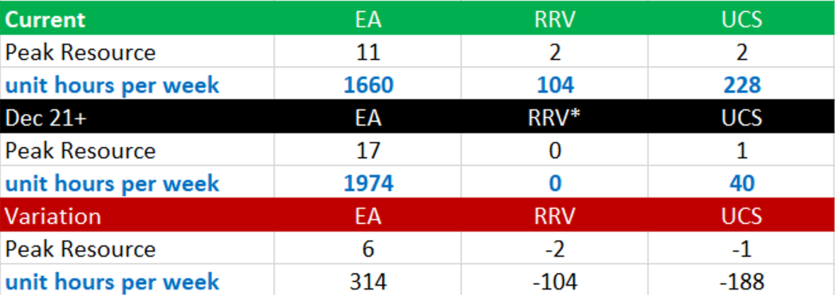 Current EA RRV UCS
Peak Resource 11 2 2
unit hours per week 1660 104 228
Dec 21+ EA RRV* UCS
Peak Resource 17 0 1
unit hours per week 1974 0 40
Variation EA RRV UCS
Peak Resource 6 -2 -1
unit hours per week 314 -104 -188